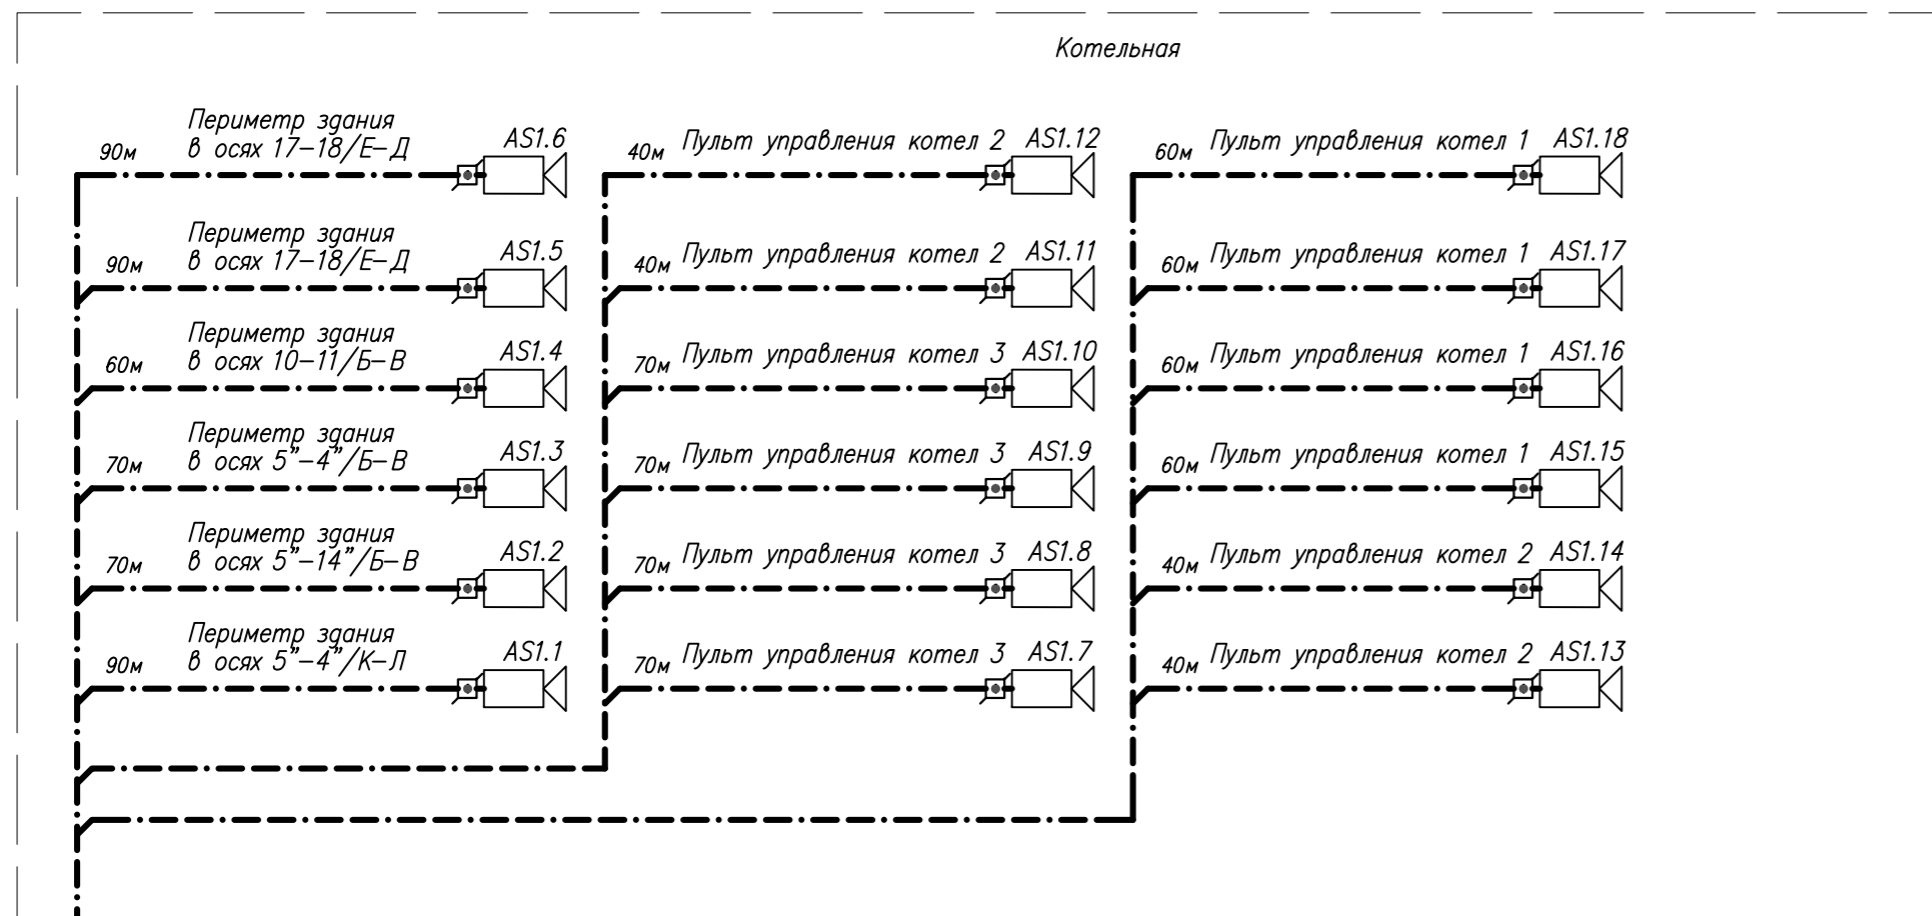 Котельная
Периметр здания
в осях 17-18/Е-Д
90м
AS1.6
Периметр здания
в осях 17-18/Е-Д
90м
AS1.5
Периметр здания
в осях 10-11/Б-В
60м
AS1.4
Периметр здания
в осях 5"-4"/Б-В
70м
AS1.3
Периметр здания
в осях 5"-14"/Б-В
70м
AS1.2
Периметр здания
в осях 5"-4"/К-Л
90м
AS1.1
40м Пульт управления котел 2 AS1.12
40м Пульт управления котел 2 AS1.11
70м Пульт управления котел 3 AS1.10
70м Пульт управления котел 3 AS1.9
70м Пульт управления котел 3 AS1.8
70м Пульт управления котел 3 AS1.7
60м Пульт управления котел 1 AS1.18
60м Пульт управления котел 1 AS1.17
60м Пульт управления котел 1 AS1.16
60м Пульт управления котел 1 AS1.15
40м Пульт управления котел 2 AS1.14
40м Пульт управления котел 2 AS1.13